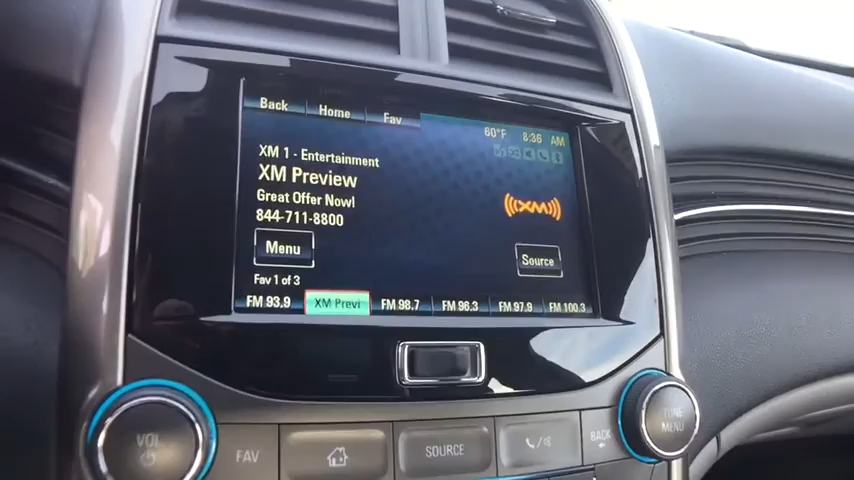 Back Home Fav
60°F 8:36 AM
XM 1 - Entertainment
XM Preview
Great Offer Now!
844-711-8800
((XM))
Menu
Source
Fav 1 of 3
FM 93.9 XM Previ FM 98.7 FM 96.3 FM 97.9 FM 100.3
VOL
FAV
SOURCE
BACK
TUNE
MENU